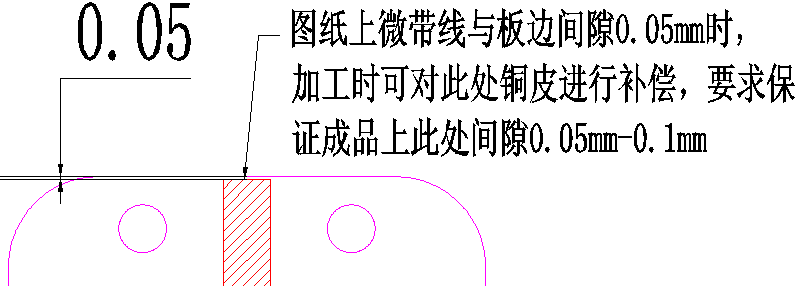 0.05
图纸上微带线与板边间隙0.05mm时,
加工时可对此处铜皮进行补偿，要求保
证成品上此处间隙0.05mm-0.1mm